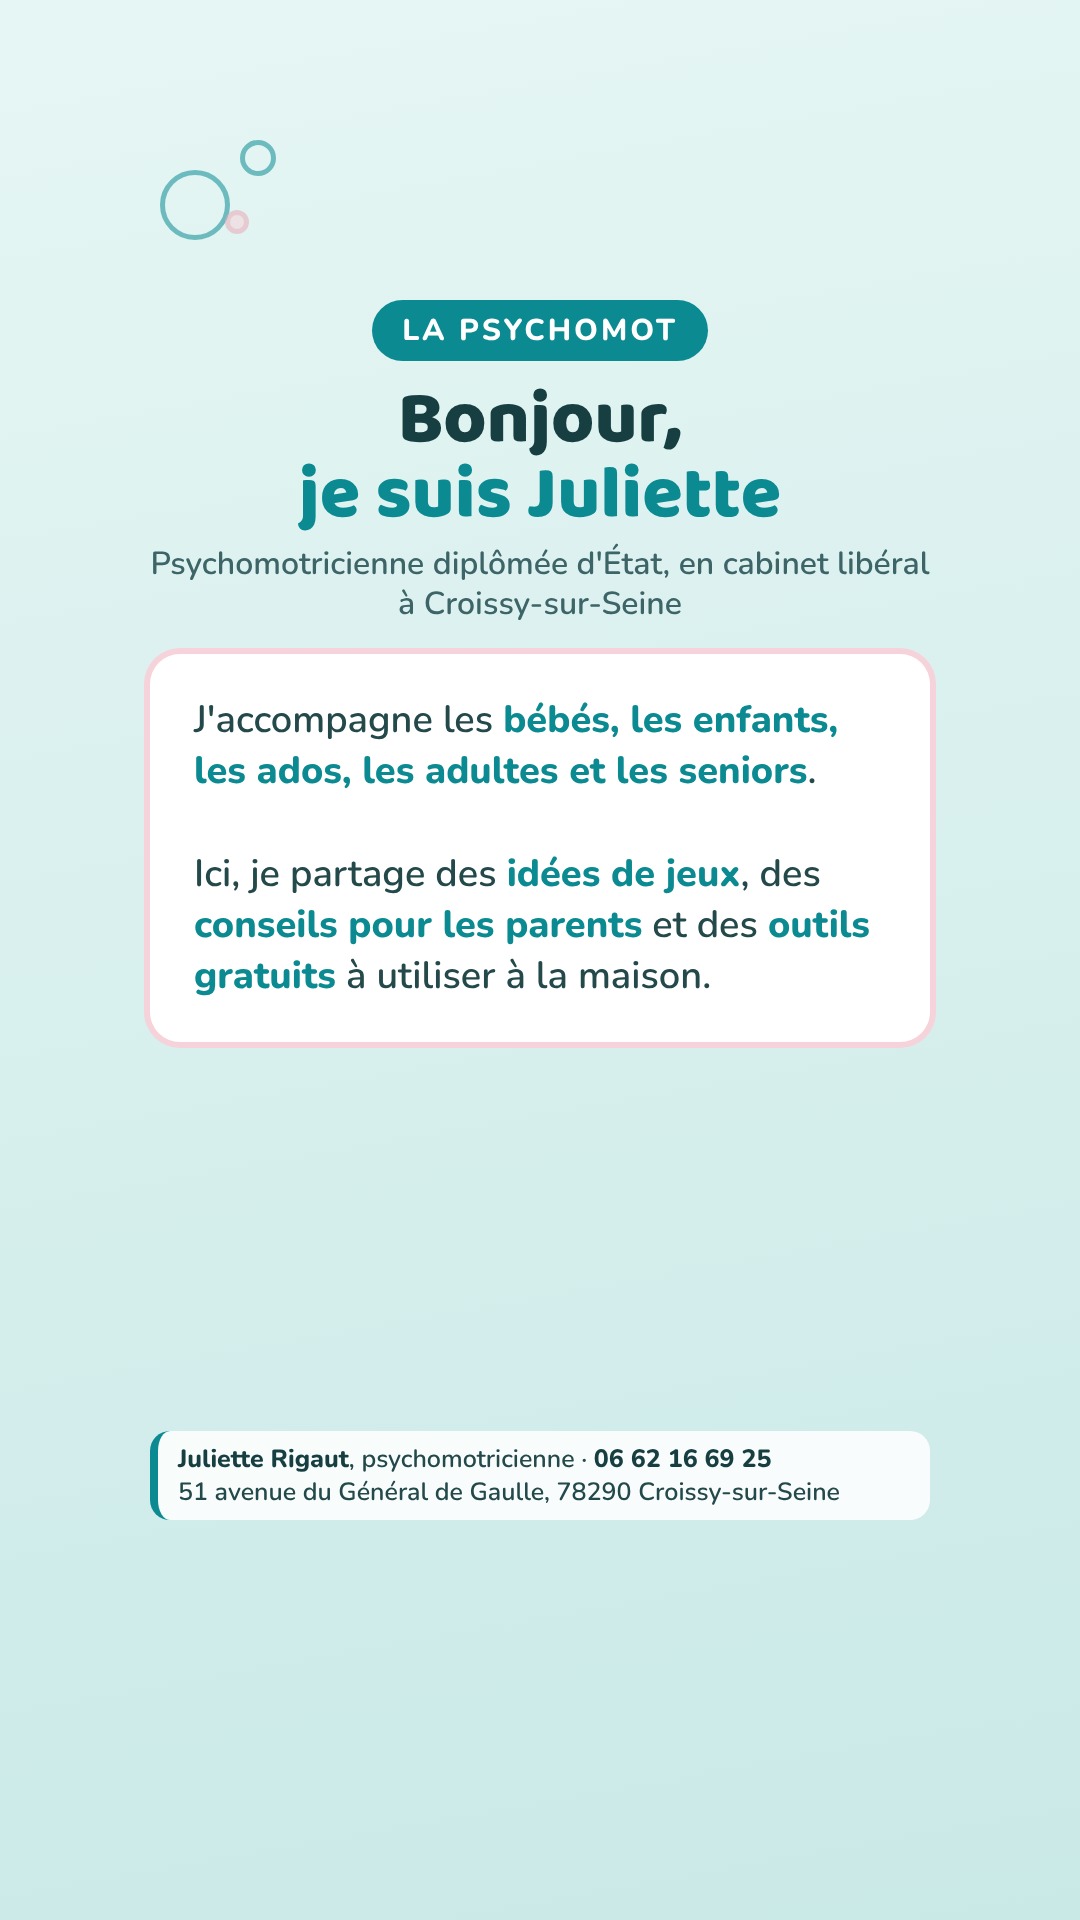 LA PSYCHOMOT
Bonjour,
je suis Juliette
Psychomotricienne diplômée d'État, en cabinet libéral
à Croissy-sur-Seine
J'accompagne les bébés, les enfants,
les ados, les adultes et les seniors.
Ici, je partage des idées de jeux, des
conseils pour les parents et des outils
gratuits à utiliser à la maison.
Juliette Rigaut, psychomotricienne · 06 62 16 69 25
51 avenue du Général de Gaulle, 78290 Croissy-sur-Seine